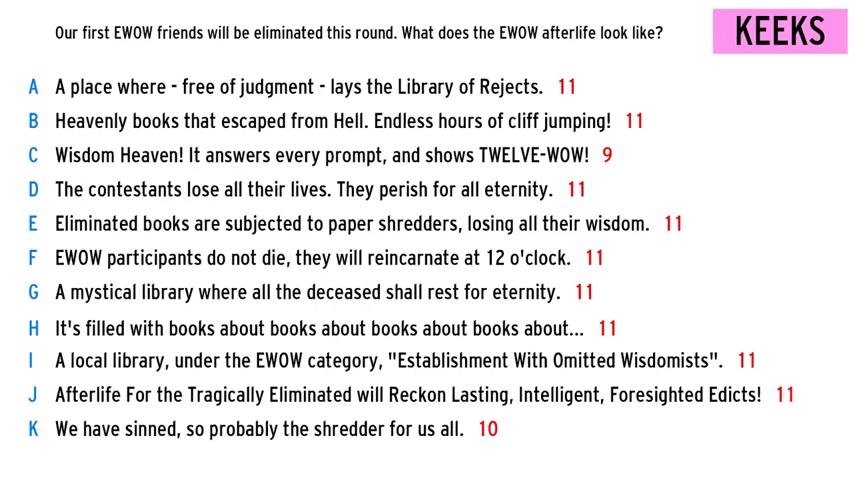 Our first EWOW friends will be eliminated this round. What does the EWOW afterlife look like?
KEEKS
A A place where - free of judgment - lays the Library of Rejects. 11
B Heavenly books that escaped from Hell. Endless hours of cliff jumping! 11
C Wisdom Heaven! It answers every prompt, and shows TWELVE-WOW! 9
D The contestants lose all their lives. They perish for all eternity. 11
E Eliminated books are subjected to paper shredders, losing all their wisdom. 11
F EWOW participants do not die, they will reincarnate at 12 o'clock. 11
G A mystical library where all the deceased shall rest for eternity. 11
H It's filled with books about books about books about books about... 11
I A local library, under the EWOW category, "Establishment With Omitted Wisdomists". 11
J Afterlife For the Tragically Eliminated will Reckon Lasting, Intelligent, Foresighted Edicts! 11
K We have sinned, so probably the shredder for us all. 10